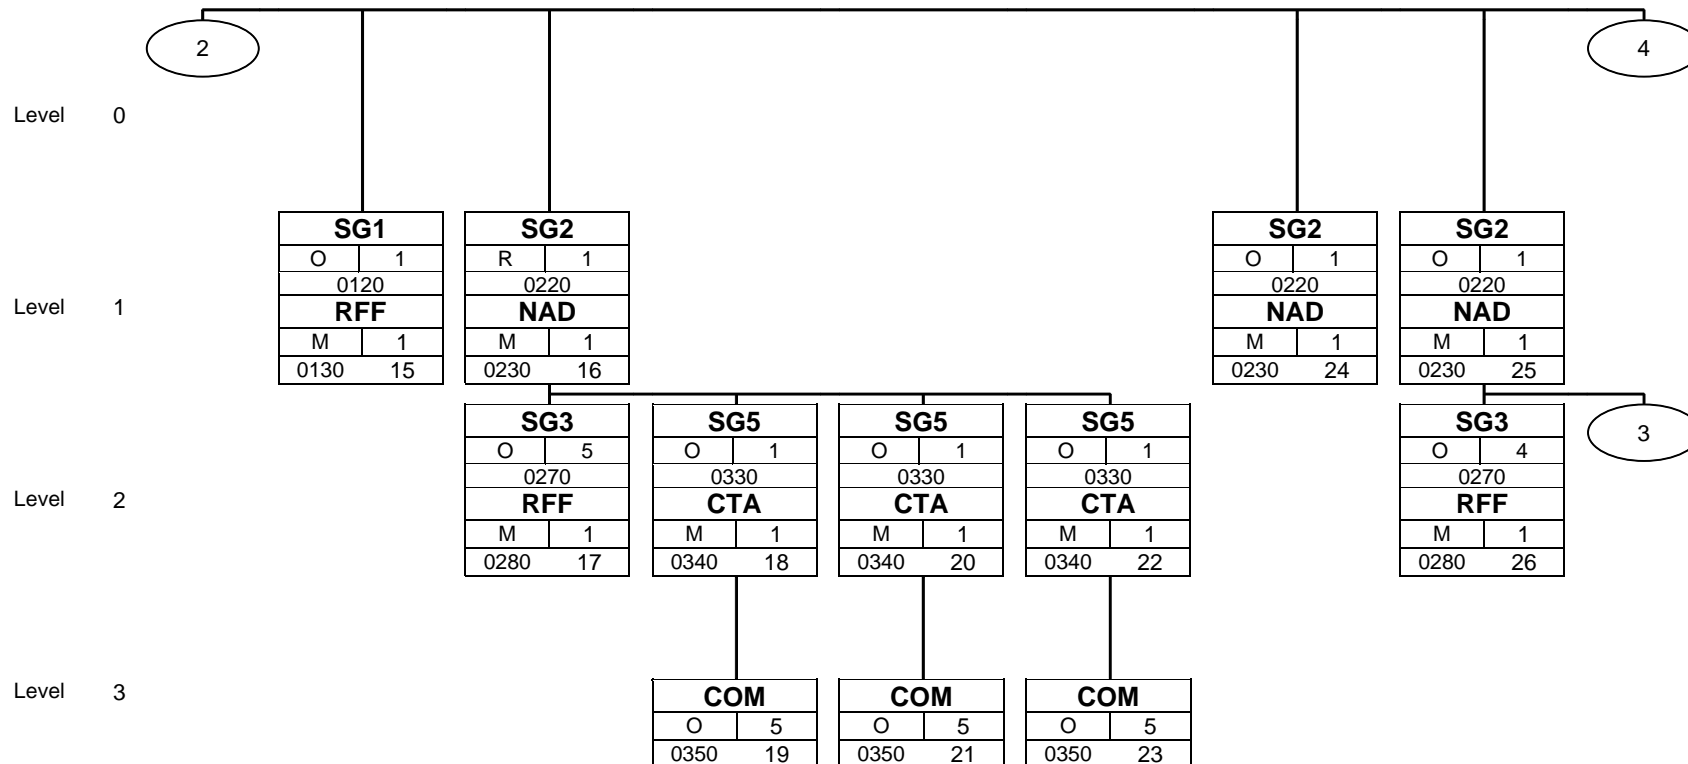 2 4
Level 0
SG1 SG2 SG2 SG2
O 1 R 1 O 1 O 1
0120 0220 0220 0220
Level 1
RFF NAD NAD NAD
M 1 M 1 M 1 M 1
0130 15 0230 16 0230 24 0230 25
SG3 SG5 SG5 SG5 SG3
3
O 5 O 1 O 1 O 1 O 4
0270 0330 0330 0330 0270
Level 2
RFF CTA CTA CTA RFF
M 1 M 1 M 1 M 1 M 1
0280 17 0340 18 0340 20 0340 22 0280 26
Level 3
COM COM COM
O 5 O 5 O 5
0350 19 0350 21 0350 23